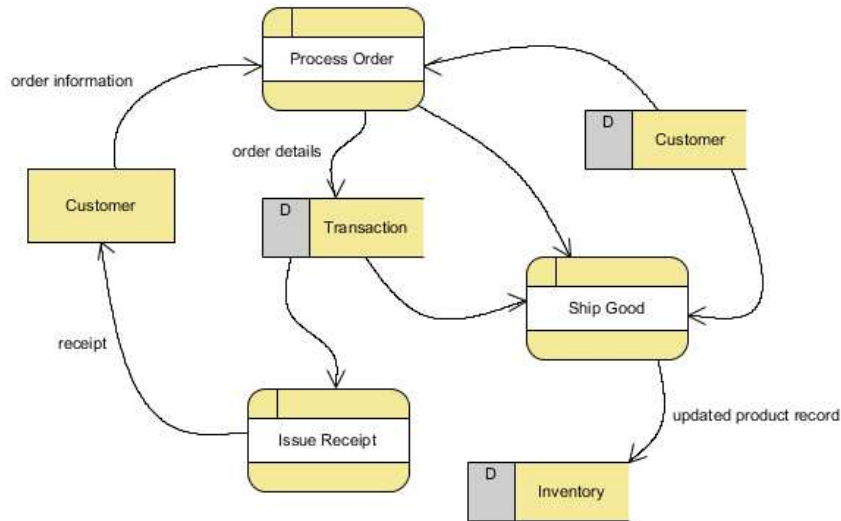 Process Order
order information
D
Customer
order details
Customer
D
Transaction
Ship Good
receipt
updated product record
Issue Receipt
D
Inventory